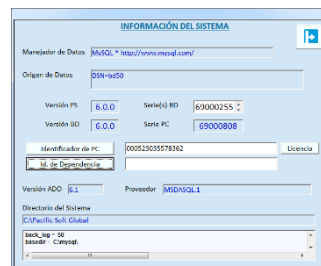 INFORMACIÓN DEL SISTEMA
Manejador de Datos MySQL * http://www.mysql.com/
Origen de Datos DSN=bd50
Versión PS 6.0.0 Serie(s) BD 69000255
Versión BD 6.0.0 Serie PC 69000808
Identificador de PC 000523035578362 Licencia
Id. de Dependencia
Versión ADO 6.1 Proveedor MSDASQL.1
Directorio del Sistema
C:\Pacific Soft Global
back_log = 50
basedir = C:\mysql\